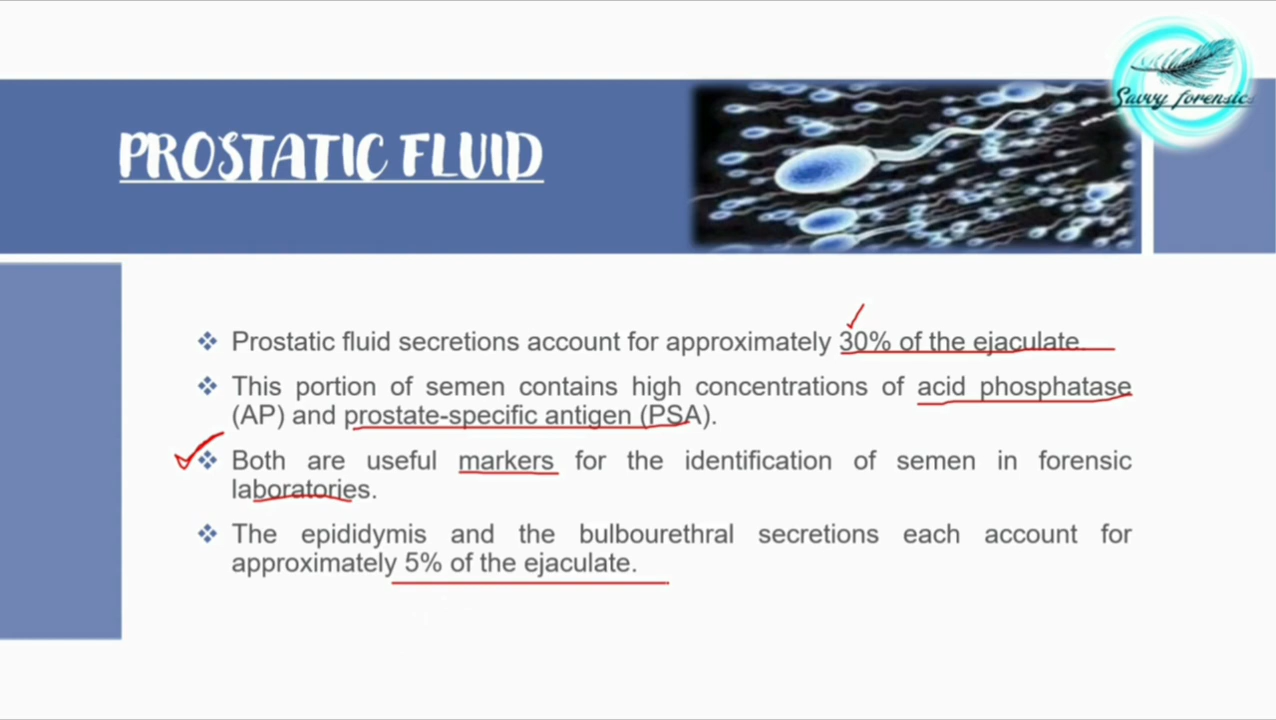 Savvy forensics
PROSTATIC FLUID
Prostatic fluid secretions account for approximately 30% of the ejaculate.
This portion of semen contains high concentrations of acid phosphatase
(AP) and prostate-specific antigen (PSA).
Both are useful markers for the identification of semen in forensic
laboratories.
The epididymis and the bulbourethral secretions each account for
approximately 5% of the ejaculate.